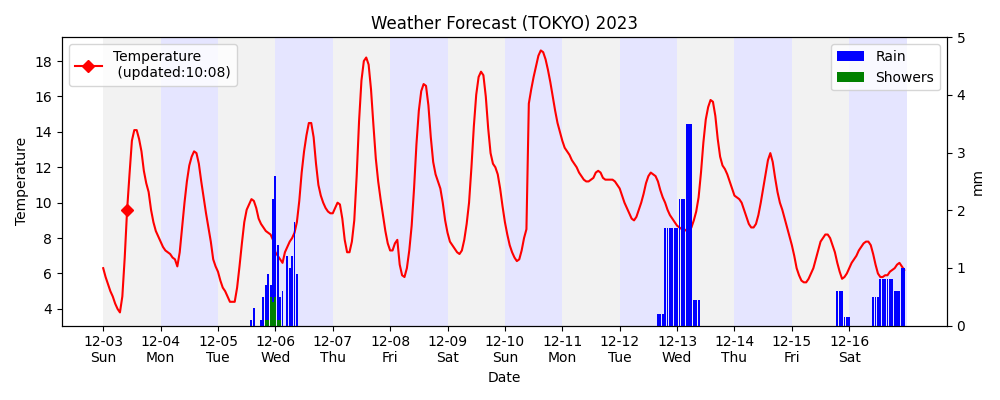 Weather Forecast (TOKYO) 2023
Temperature
(updated:10:08)
Rain
Showers
Temperature
18
16
14
12
10
8
6
4
5
4
3
2
1
0
mm
12-03 12-04 12-05 12-06 12-07 12-08 12-09 12-10 12-11 12-12 12-13 12-14 12-15 12-16
Sun Mon Tue Wed Thu Fri Sat Sun Mon Tue Wed Thu Fri Sat
Date